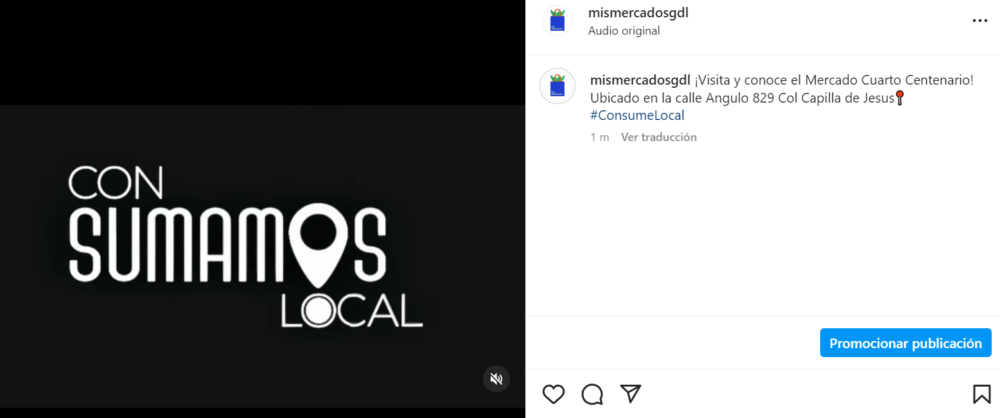 CON
SUMAMOS
LOCAL
mismercadosgdl
Audio original
mismercadosgdl ¡Visita y conoce el Mercado Cuarto Centenario!
Ubicado en la calle Angulo 829 Col Capilla de Jesus📍
#ConsumeLocal
1 m Ver traducción
Promocionar publicación